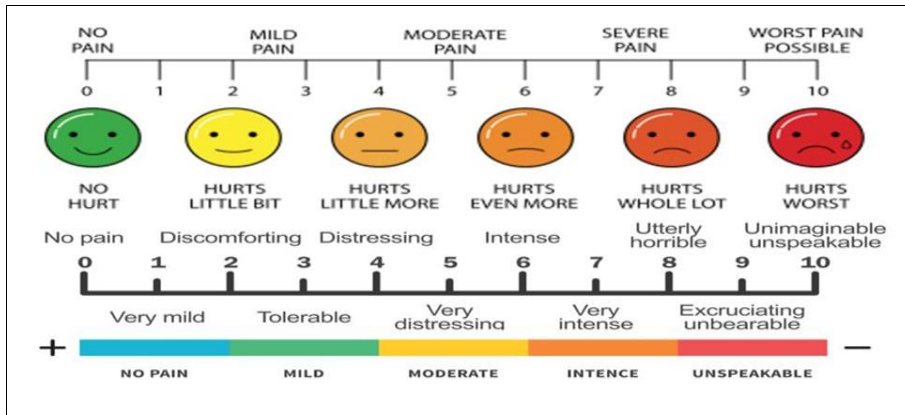 NO PAIN MILD PAIN MODERATE PAIN SEVERE PAIN WORST PAIN POSSIBLE
0 1 2 3 4 5 6 7 8 9 10
NO HURT HURTS LITTLE BIT HURTS LITTLE MORE HURTS EVEN MORE HURTS WHOLE LOT HURTS WORST
No pain Discomforting Distressing Intense Utterly horrible Unimaginable unspeakable
0 1 2 3 4 5 6 7 8 9 10
Very mild Tolerable Very distressing Very intense Excruciating unbearable
+ −
NO PAIN MILD MODERATE INTENCE UNSPEAKABLE